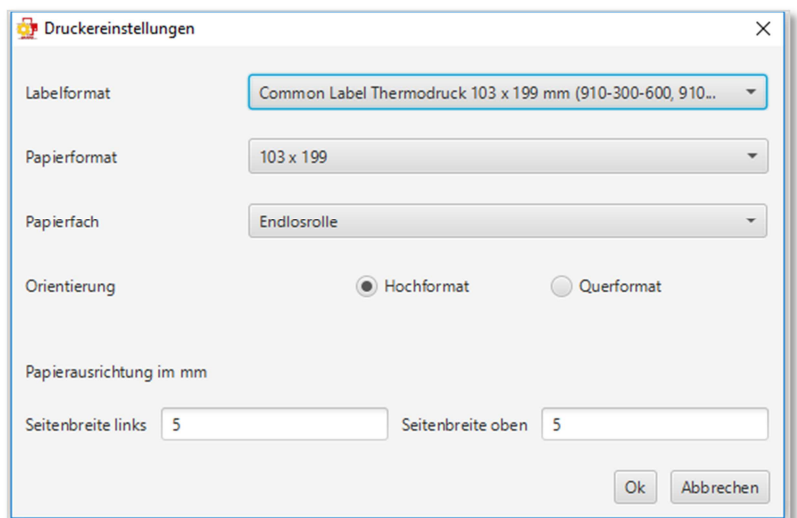 Druckereinstellungen
Labelformat Common Label Thermodruck 103 x 199 mm (910-300-600, 910...
Papierformat 103 x 199
Papierfach Endlosrolle
Orientierung Hochformat Querformat
Papierausrichtung im mm
Seitenbreite links 5 Seitenbreite oben 5
Ok Abbrechen